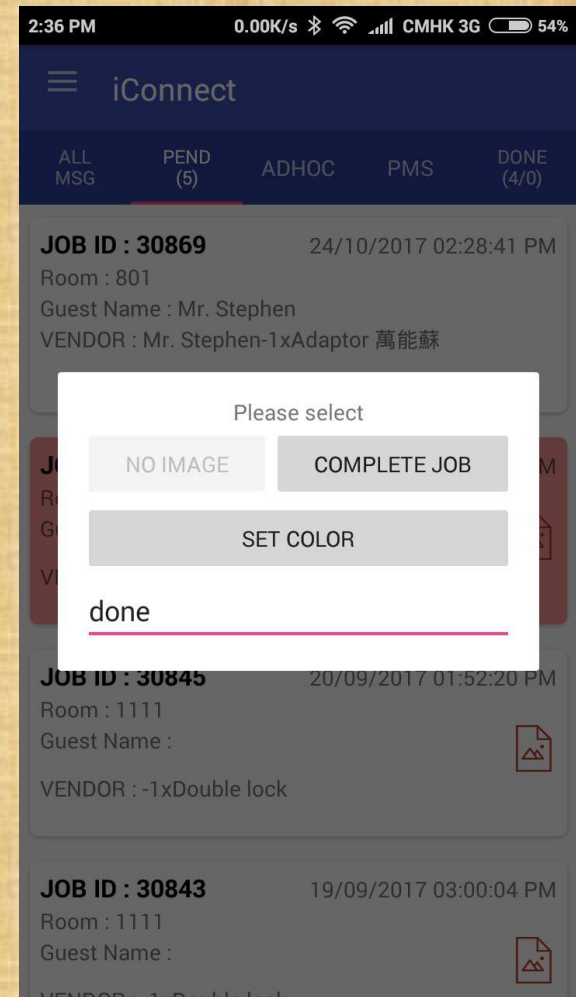 2:36 PM 0.00K/s CMHK 3G 54%
iConnect
ALL MSG PEND (5) ADHOC PMS DONE (4/0)
JOB ID : 30869 24/10/2017 02:28:41 PM
Room : 801
Guest Name : Mr. Stephen
VENDOR : Mr. Stephen-1xAdaptor 萬能蘇
Please select
NO IMAGE COMPLETE JOB
SET COLOR
done
JOB ID : 30845 20/09/2017 01:52:20 PM
Room : 1111
Guest Name :
VENDOR : -1xDouble lock
JOB ID : 30843 19/09/2017 03:00:04 PM
Room : 1111
Guest Name :
VENDOR : -1xDouble lock